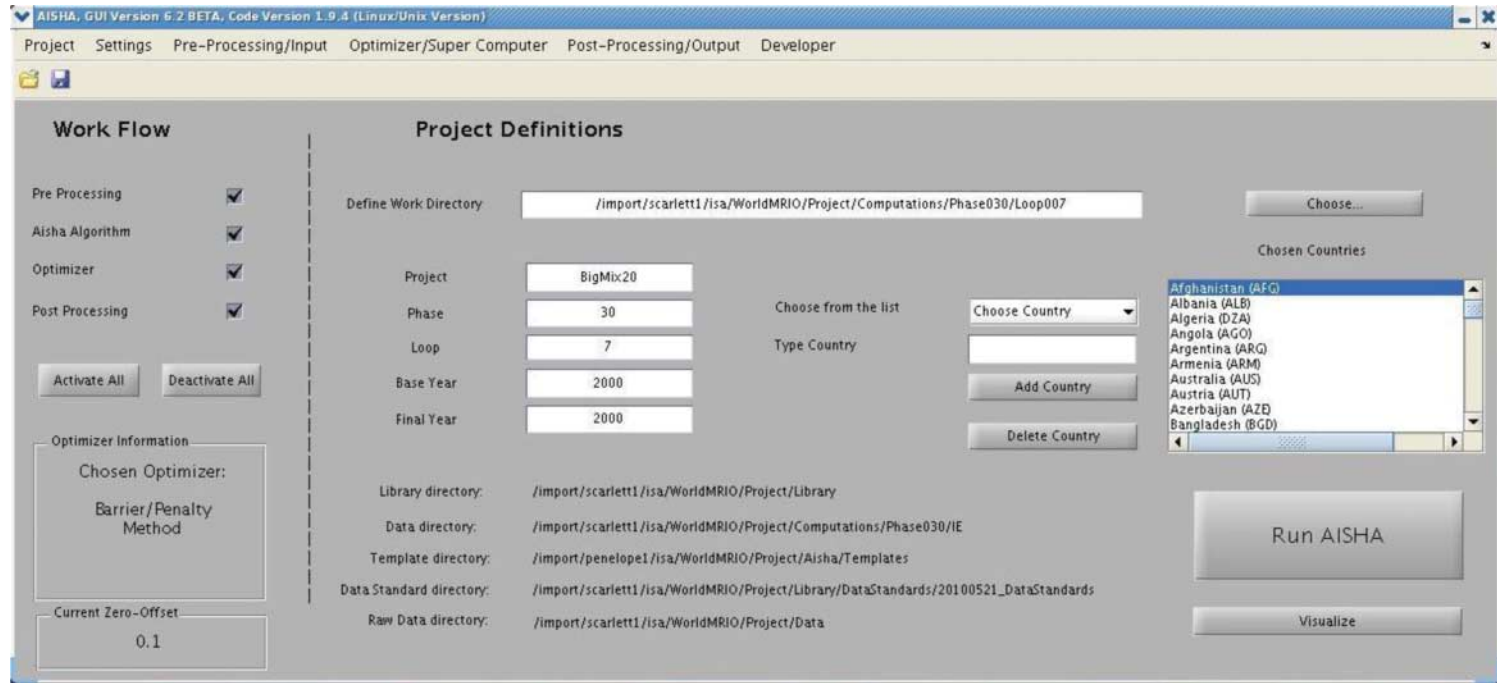 AISHA, GUI Version 6.2 BETA, Code Version 1.9.4 (Linux/Unix Version)
Project Settings Pre-Processing/Input Optimizer/Super Computer Post-Processing/Output Developer
Work Flow
Pre Processing
Aisha Algorithm
Optimizer
Post Processing
Activate All Deactivate All
Optimizer Information
Chosen Optimizer:
Barrier/Penalty
Method
Current Zero-Offset
0.1
Project Definitions
Define Work Directory /import/scarlett1/isa/WorldMRIO/Project/Computations/Phase030/Loop007 Choose...
Project BigMix20
Phase 30
Loop 7
Base Year 2000
Final Year 2000
Choose from the list Choose Country
Type Country
Add Country
Delete Country
Chosen Countries
Afghanistan (AFG)
Albania (ALB)
Algeria (DZA)
Angola (AGO)
Argentina (ARG)
Armenia (ARM)
Australia (AUS)
Austria (AUT)
Azerbaijan (AZE)
Bangladesh (BGD)
Library directory: /import/scarlett1/isa/WorldMRIO/Project/Library
Data directory: /import/scarlett1/isa/WorldMRIO/Project/Computations/Phase030/IE
Template directory: /import/penelope1/isa/WorldMRIO/Project/Aisha/Templates
Data Standard directory: /import/scarlett1/isa/WorldMRIO/Project/Library/DataStandards/20100521_DataStandards
Raw Data directory: /import/scarlett1/isa/WorldMRIO/Project/Data
Run AISHA
Visualize